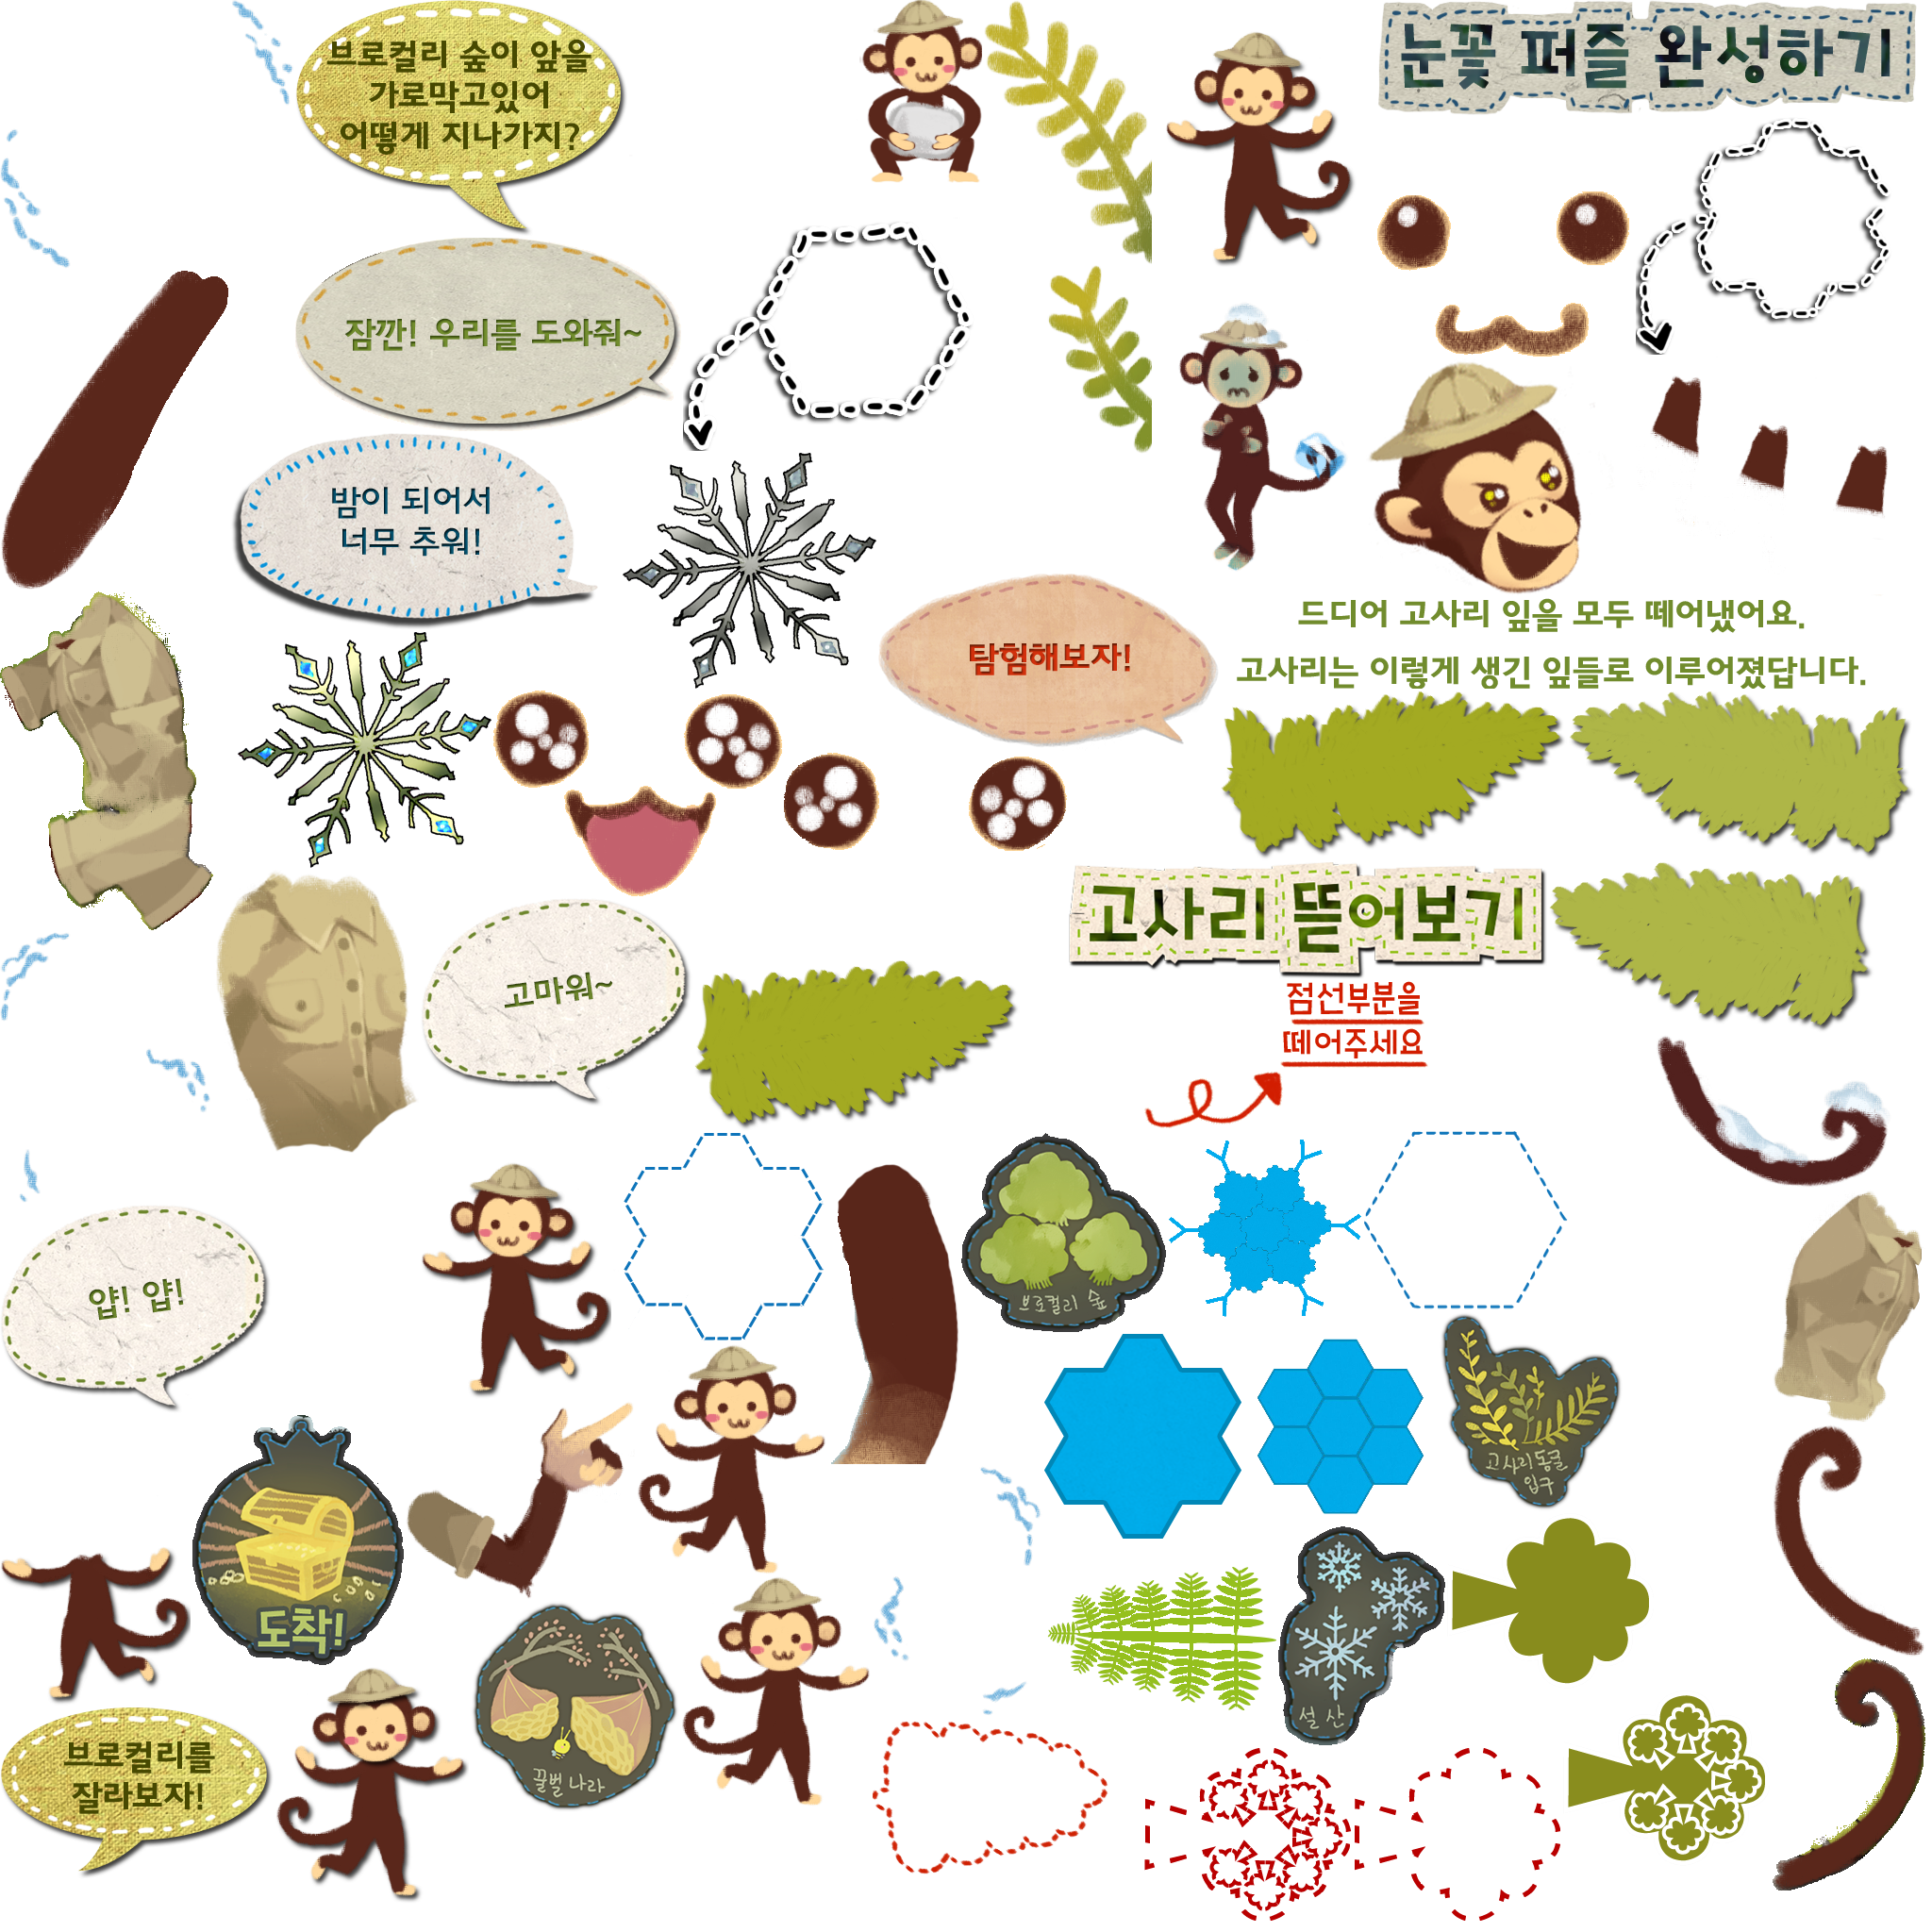 브로컬리 숲이 앞을
가로막고있어
어떻게 지나가지?
눈꽃 퍼즐 완성하기
잠깐! 우리를 도와줘~
밤이 되어서
너무 추워!
탐험해보자!
드디어 고사리 잎을 모두 떼어냈어요.
고사리는 이렇게 생긴 잎들로 이루어졌답니다.
고사리 뜯어보기
고마워~
점선부분을
떼어주세요
얍! 얍!
브로컬리 숲
고사리동굴
입구
도착!
설산
꿀벌 나라
브로컬리를
잘라보자!